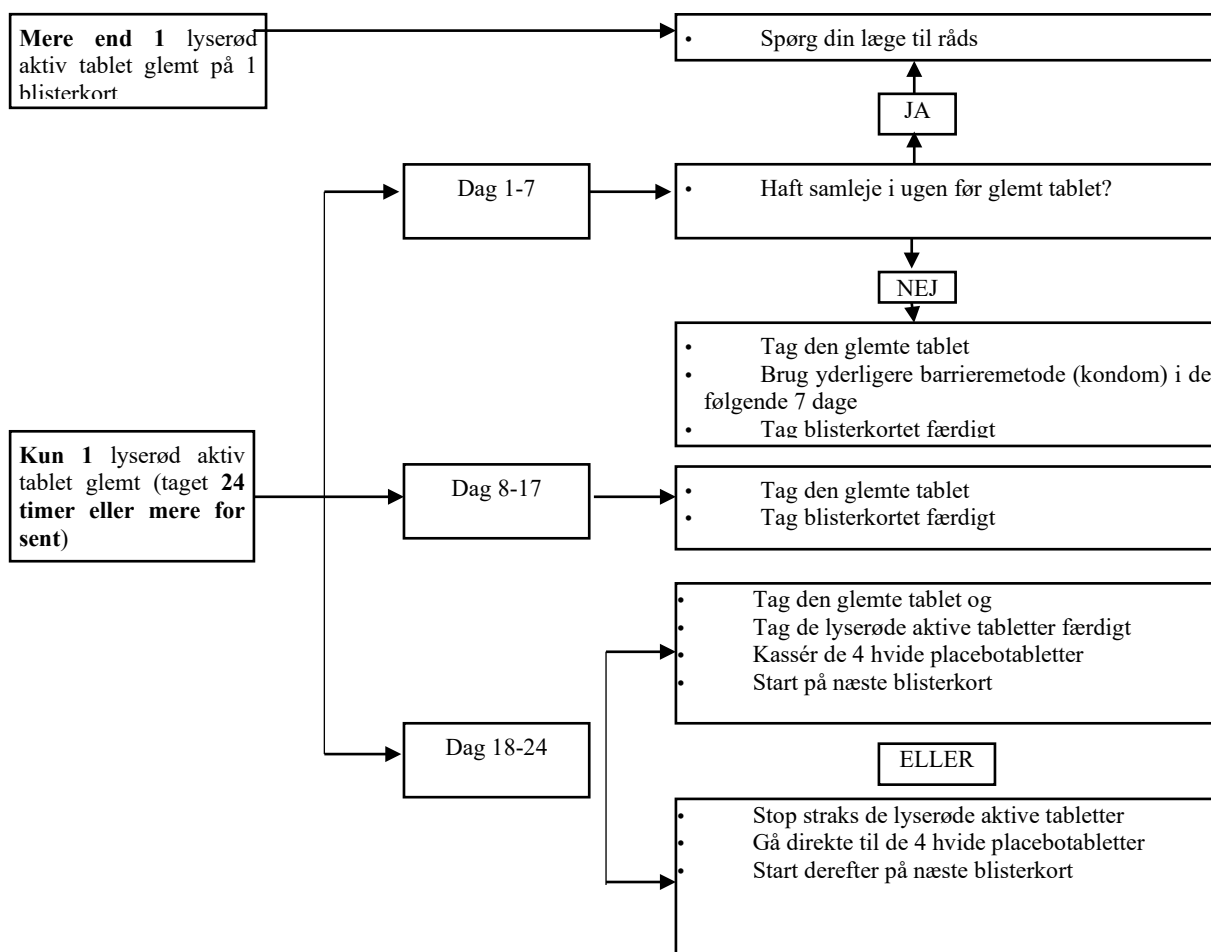 Mere end 1 lyserød
aktiv tablet glemt på 1
blisterkort
• Spørg din læge til råds
JA
Dag 1-7
• Haft samleje i ugen før glemt tablet?
NEJ
• Tag den glemte tablet
• Brug yderligere barrieremetode (kondom) i de
følgende 7 dage
• Tag blisterkortet færdigt
Kun 1 lyserød aktiv
tablet glemt (taget 24
timer eller mere for
sent)
Dag 8-17
• Tag den glemte tablet
• Tag blisterkortet færdigt
Dag 18-24
• Tag den glemte tablet og
• Tag de lyserøde aktive tabletter færdigt
• Kassér de 4 hvide placebotabletter
• Start på næste blisterkort
ELLER
• Stop straks de lyserøde aktive tabletter
• Gå direkte til de 4 hvide placebotabletter
• Start derefter på næste blisterkort